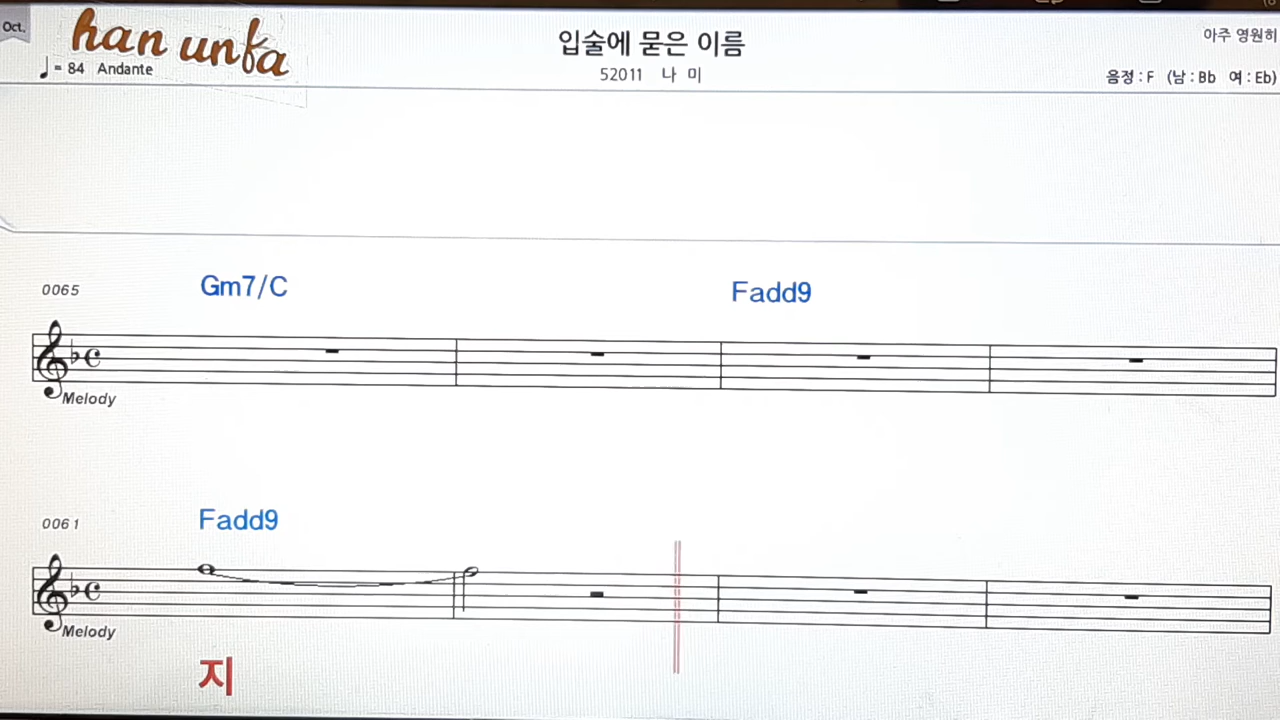 Oct.
han unfa
♩ = 84 Andante
입술에 묻은 이름
52011 나 미
아주 영원히
음정 : F (남 : Bb 여 : Eb)
0065
Gm7/C
Fadd9
Melody
0061
Fadd9
Melody
지